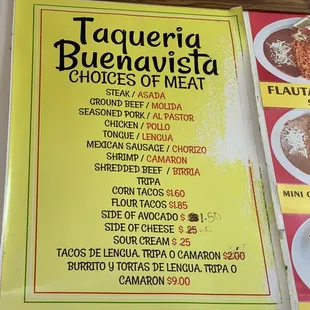 Taqueria
Buenavista
CHOICES OF MEAT
STEAK / ASADA
GROUND BEEF / MOLIDA
SEASONED PORK / AL PASTOR
CHICKEN / POLLO
TONGUE / LENGUA
MEXICAN SAUSAGE / CHORIZO
SHRIMP / CAMARON
SHREDDED BEEF / BIRRIA
TRIPA
CORN TACOS $1.60
FLOUR TACOS $1.85
SIDE OF AVOCADO $ 1.50
SIDE OF CHEESE $ .25
SOUR CREAM $ .25
TACOS DE LENGUA. TRIPA O CAMARON $2.00
BURRITO Y TORTAS DE LENGUA. TRIPA O
CAMARON $9.00
FLAUTA
MINI